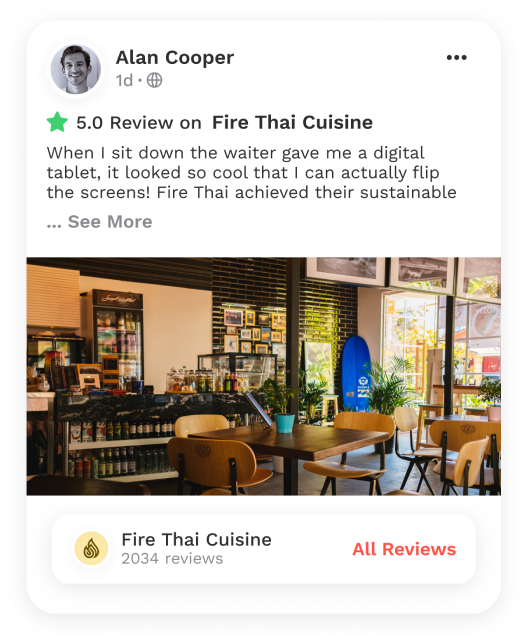 Alan Cooper
1d ·
5.0 Review on Fire Thai Cuisine
When I sit down the waiter gave me a digital
tablet, it looked so cool that I can actually flip
the screens! Fire Thai achieved their sustainable
... See More
Fire Thai Cuisine
2034 reviews
All Reviews